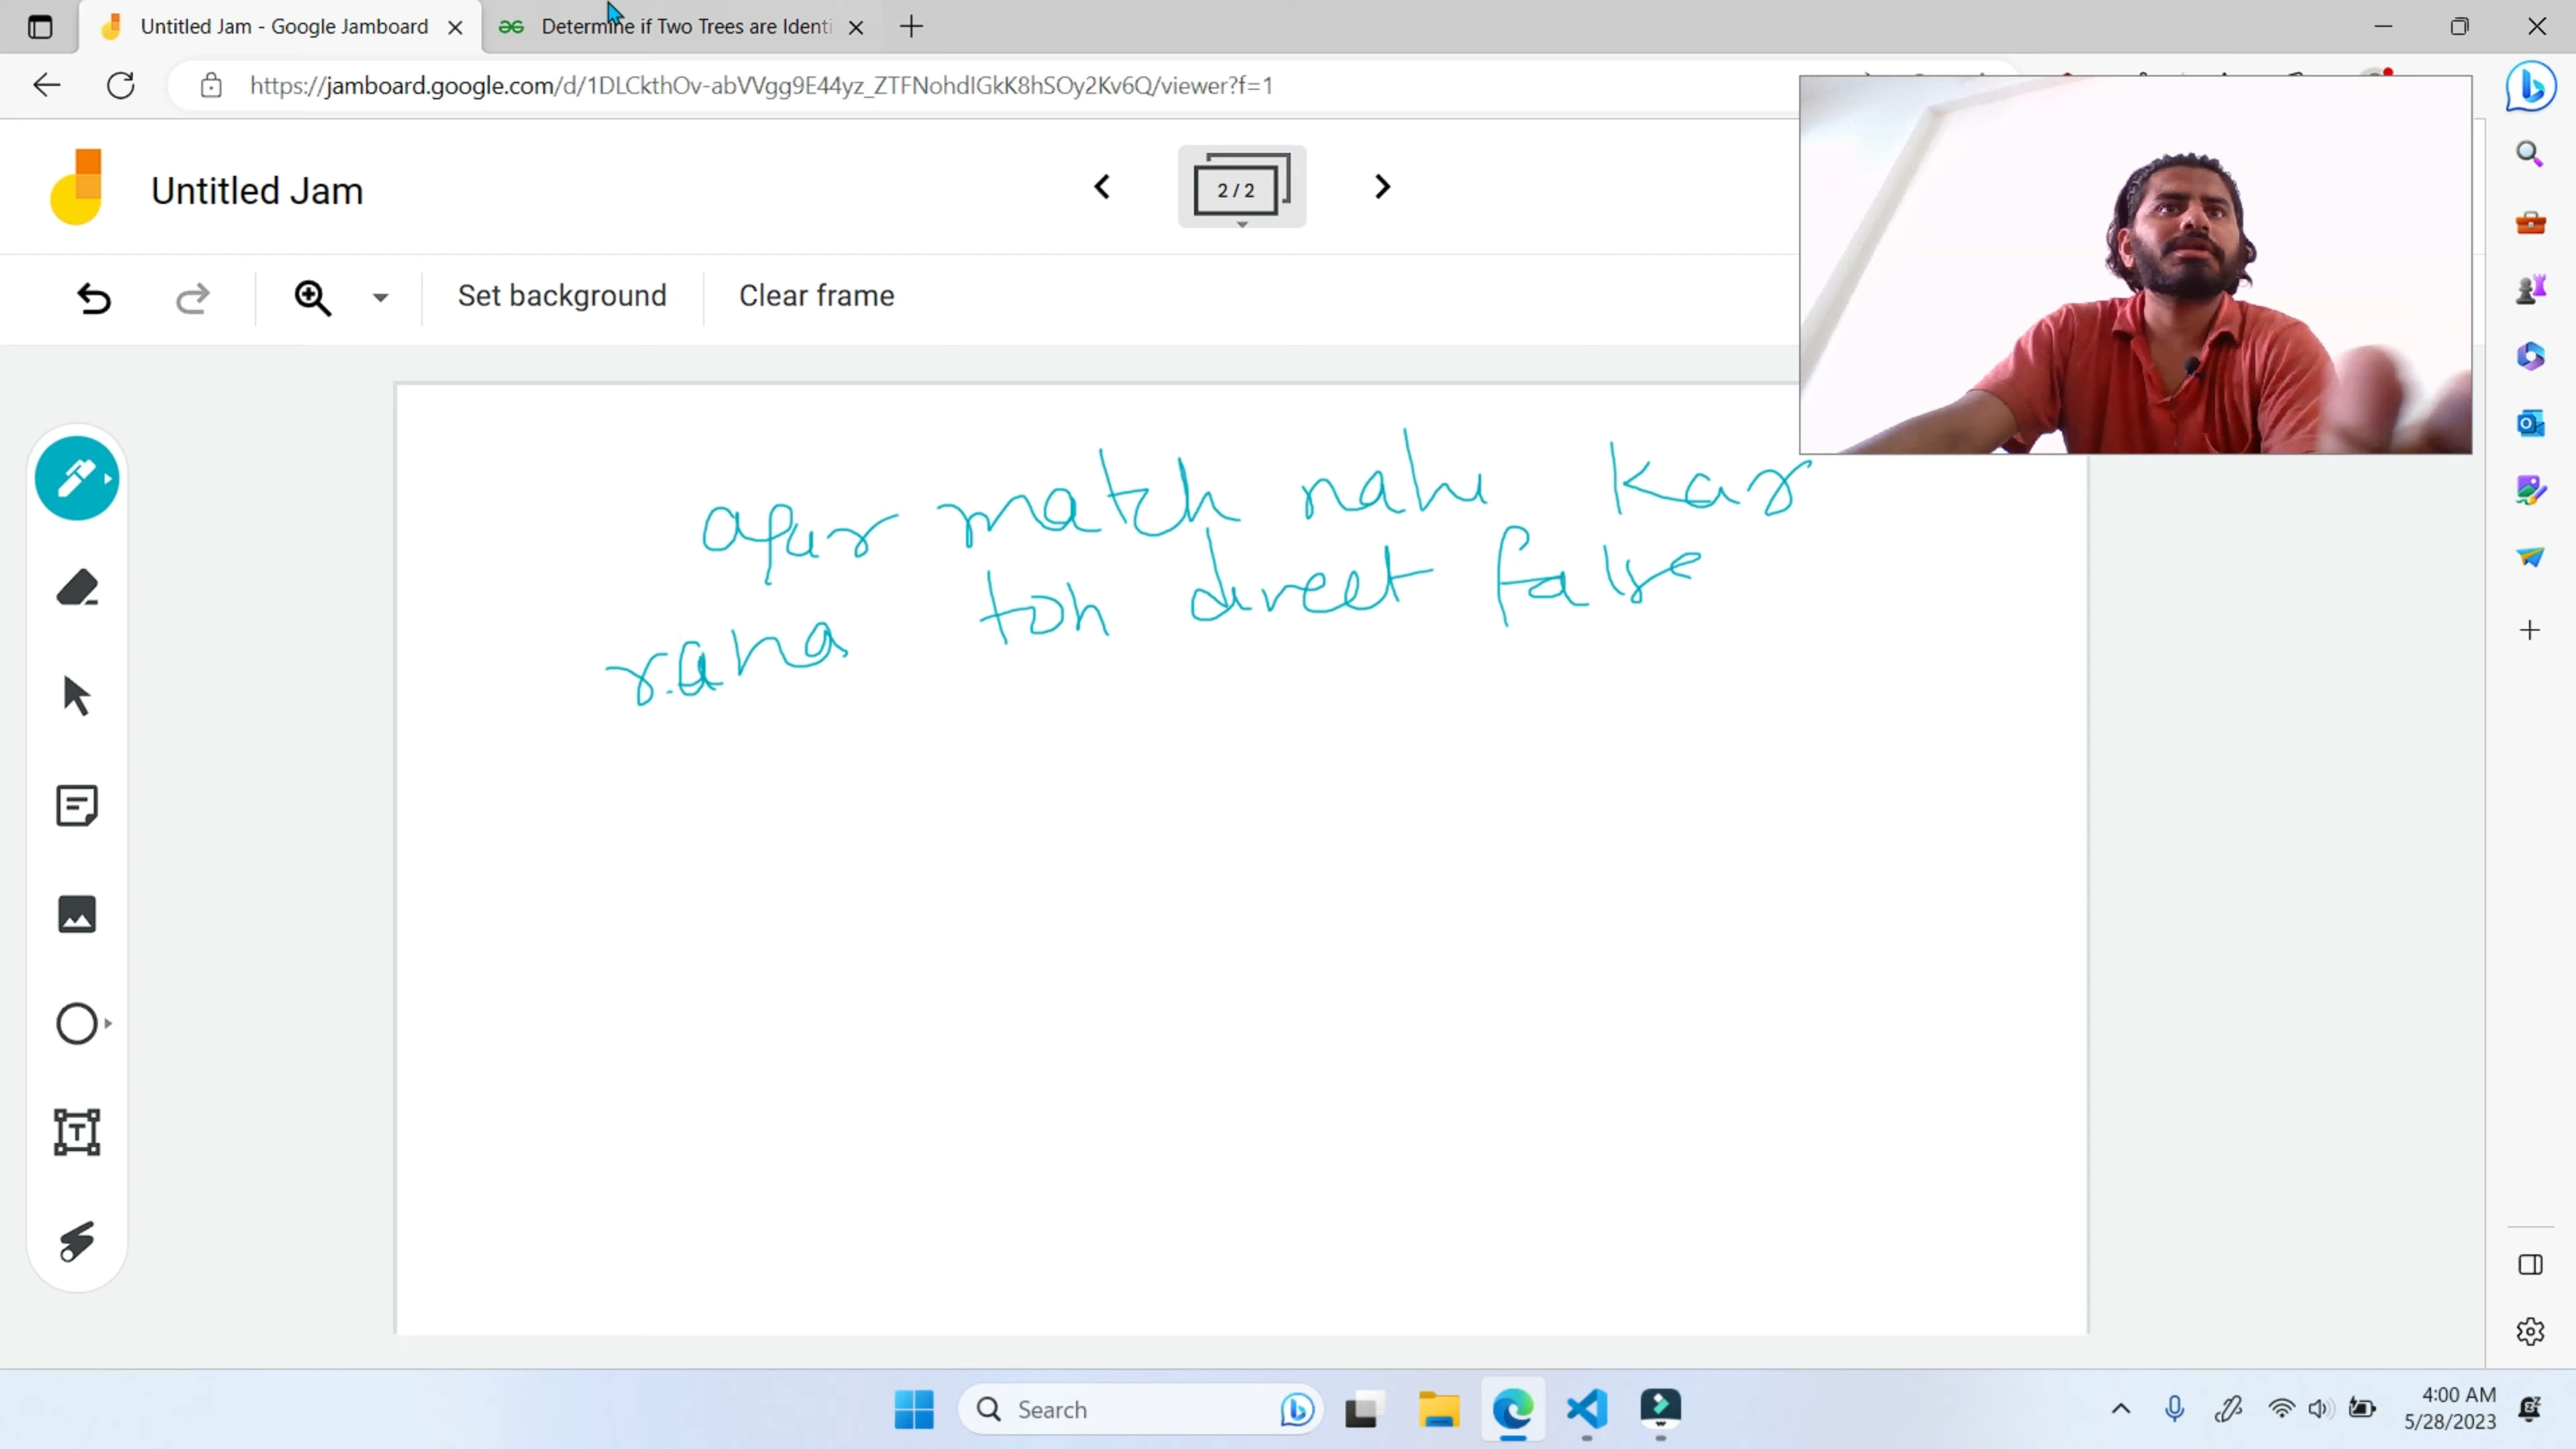 Untitled Jam - Google Jamboard
Determine if Two Trees are Identi
https://jamboard.google.com/d/1DLCkthOv-abVVgg9E44yz_ZTFNohdIGkK8hSOy2Kv6Q/viewer?f=1
Untitled Jam
2 / 2
Set background
Clear frame
agar match nahi kar
raha toh direct false
Search
4:00 AM
5/28/2023